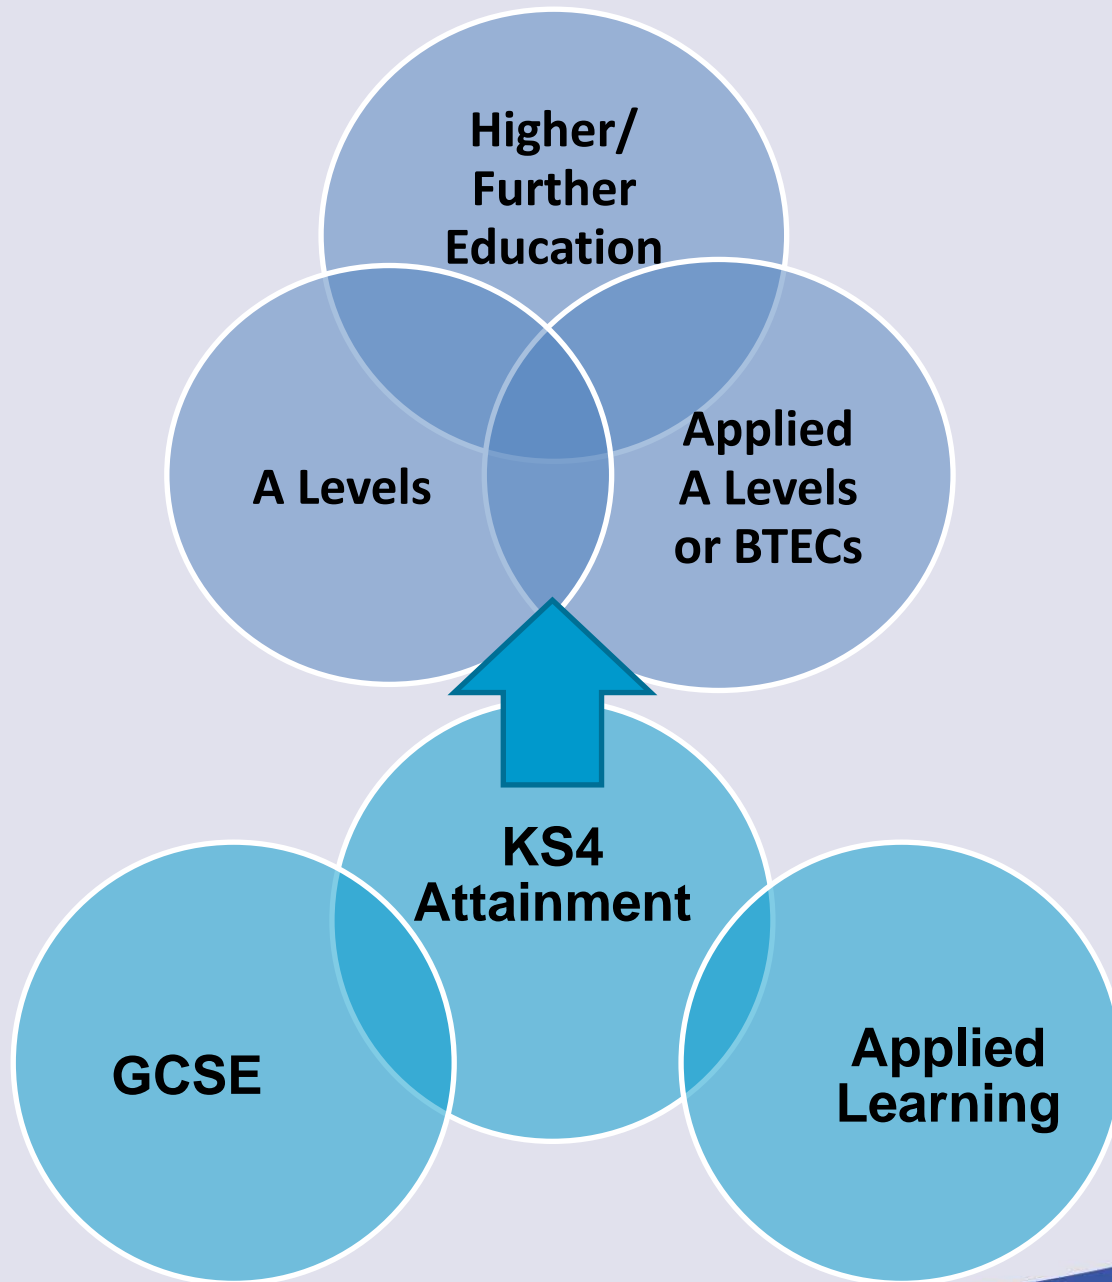 Higher/
Further
Education
A Levels
Applied
A Levels
or BTECs
KS4
Attainment
GCSE
Applied
Learning